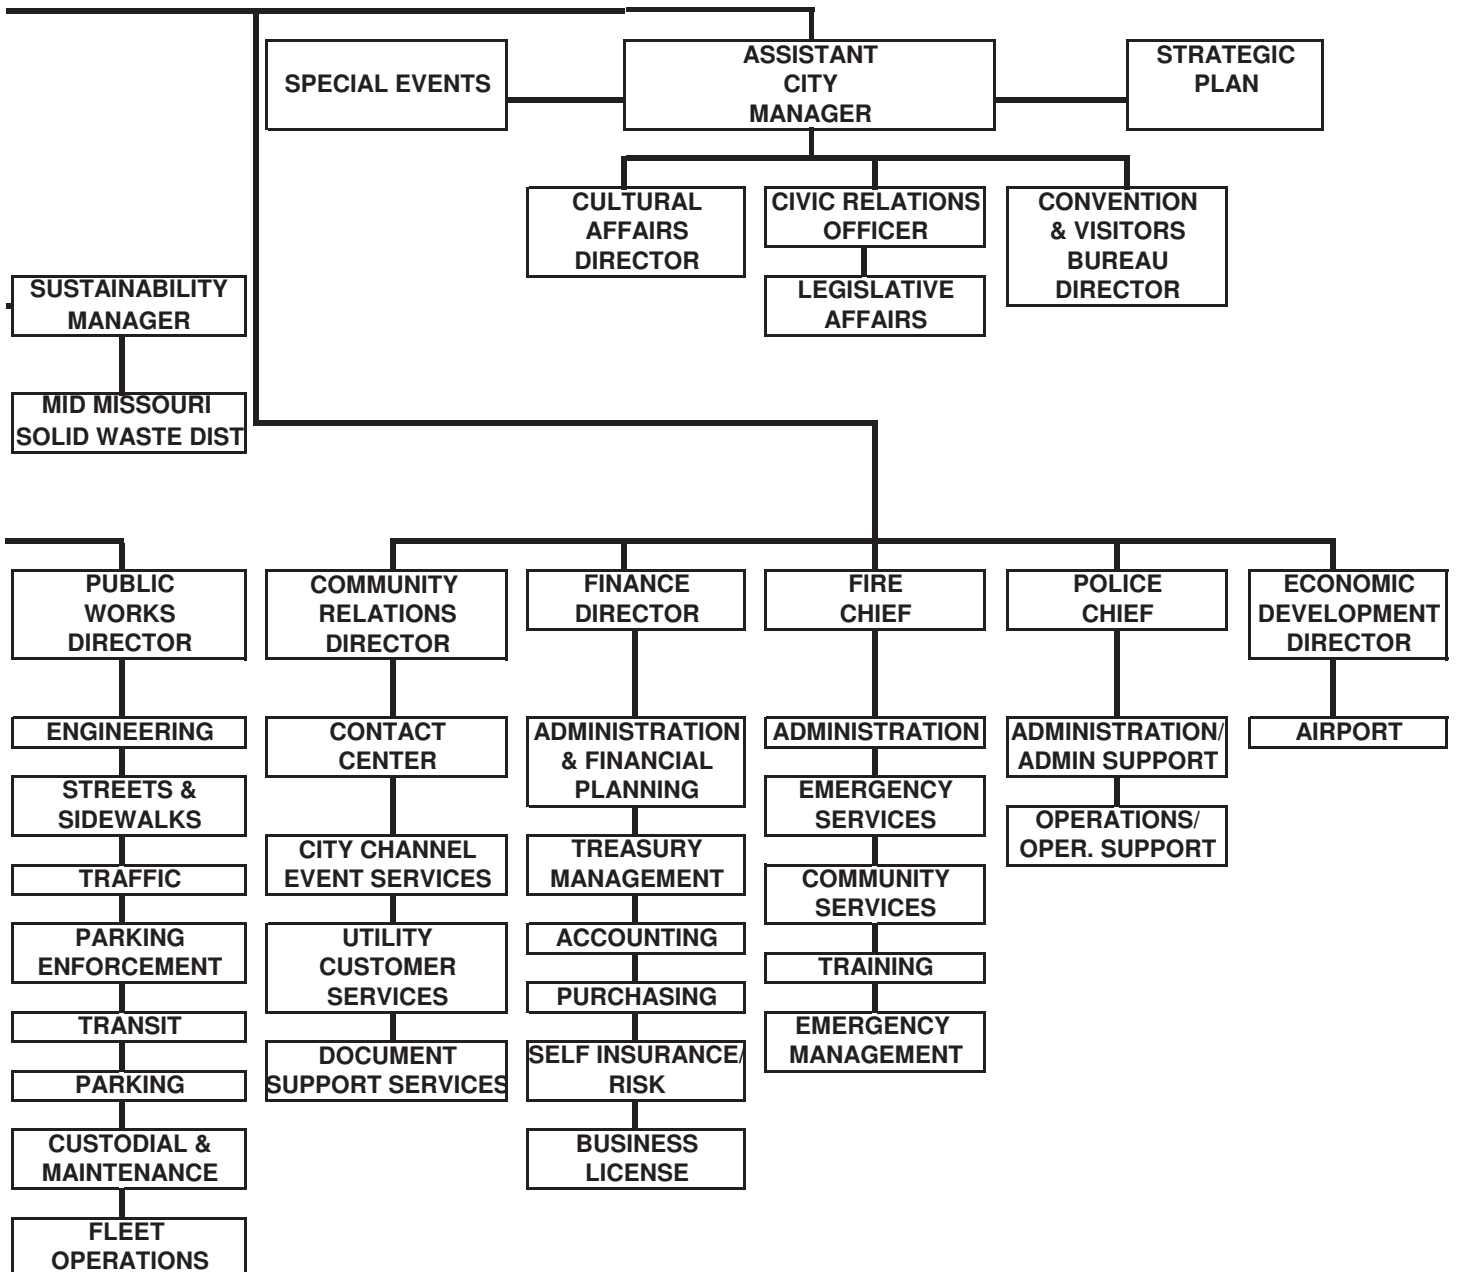 SPECIAL EVENTS
ASSISTANT
CITY
MANAGER
STRATEGIC
PLAN
CULTURAL
AFFAIRS
DIRECTOR
CIVIC RELATIONS
OFFICER
LEGISLATIVE
AFFAIRS
CONVENTION
& VISITORS
BUREAU
DIRECTOR
SUSTAINABILITY
MANAGER
MID MISSOURI
SOLID WASTE DIST
PUBLIC
WORKS
DIRECTOR
ENGINEERING
STREETS &
SIDEWALKS
TRAFFIC
PARKING
ENFORCEMENT
TRANSIT
PARKING
CUSTODIAL &
MAINTENANCE
FLEET
OPERATIONS
COMMUNITY
RELATIONS
DIRECTOR
CONTACT
CENTER
CITY CHANNEL
EVENT SERVICES
UTILITY
CUSTOMER
SERVICES
DOCUMENT
SUPPORT SERVICES
FINANCE
DIRECTOR
ADMINISTRATION
& FINANCIAL
PLANNING
TREASURY
MANAGEMENT
ACCOUNTING
PURCHASING
SELF INSURANCE/
RISK
BUSINESS
LICENSE
FIRE
CHIEF
ADMINISTRATION
EMERGENCY
SERVICES
COMMUNITY
SERVICES
TRAINING
EMERGENCY
MANAGEMENT
POLICE
CHIEF
ADMINISTRATION/
ADMIN SUPPORT
OPERATIONS/
OPER. SUPPORT
ECONOMIC
DEVELOPMENT
DIRECTOR
AIRPORT